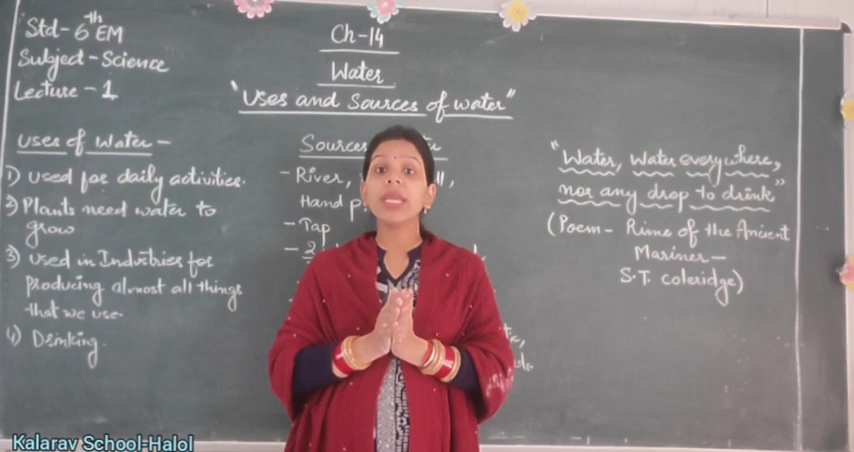 Std-6th EM
Subject-Science
Lecture-1
Ch-14
Water
"Uses and Sources of water"
Uses of Water-
1) Used for daily activities.
2) Plants need water to
grow
3) Used in Industries for
Producing almost all things
that we use.
4) Drinking.
Sources
- River,
Hand
- Tap
"Water, Water everywhere,
nor any drop to drink"
(Poem- Rime of the Ancient
Mariner-
S.T. coleridge)
Kalarav School-Halol